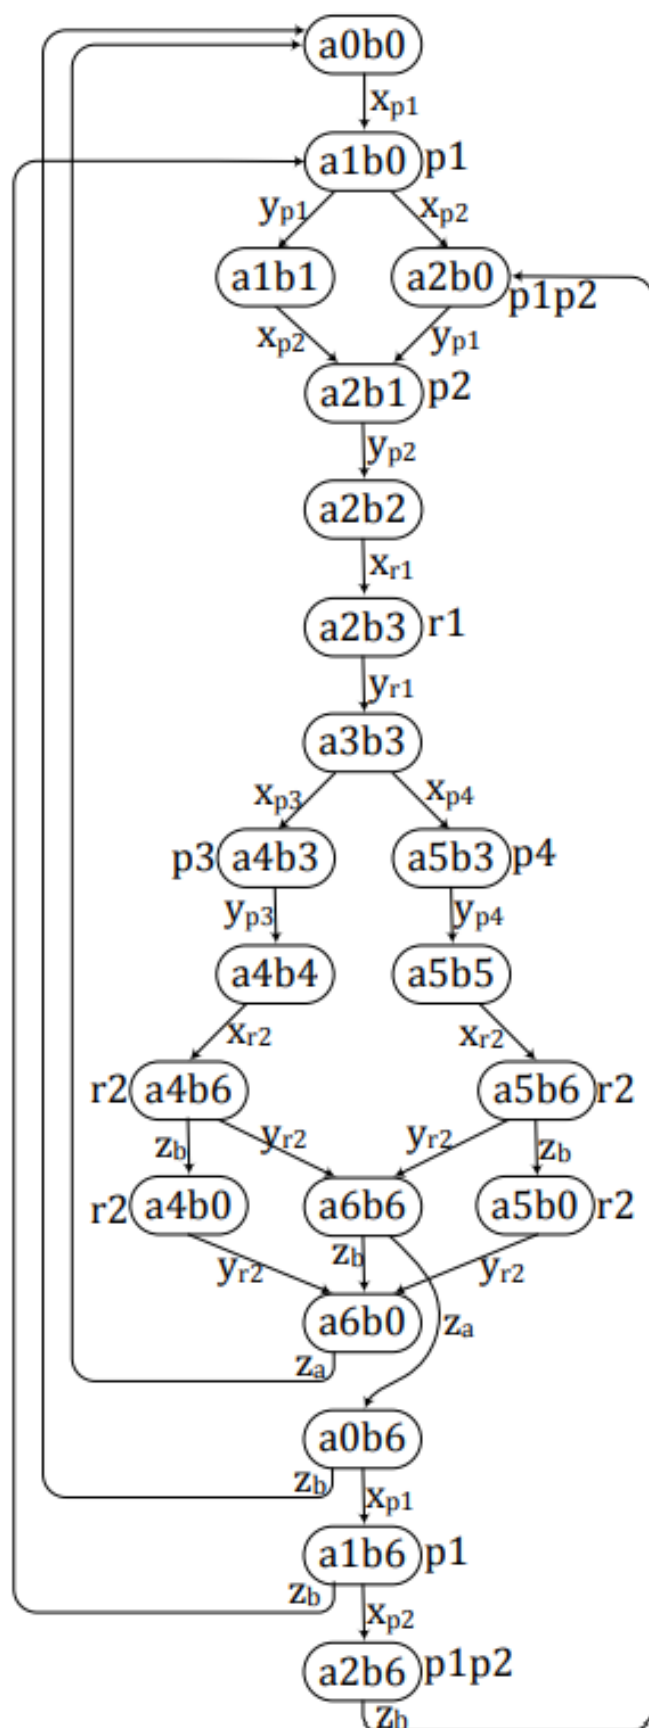 a0b0
xp1
a1b0 p1
yp1 xp2
a1b1 a2b0
p1p2
xp2 yp1
a2b1 p2
yp2
a2b2
xr1
a2b3 r1
yr1
a3b3
xp3 xp4
p3 a4b3 a5b3 p4
yp3 yp4
a4b4 a5b5
xr2 xr2
r2 a4b6 a5b6 r2
zb yr2 yr2 zb
r2 a4b0 a6b6 a5b0 r2
yr2 zb yr2
a6b0 za
za
a0b6
zb xp1
a1b6 p1
zb xp2
a2b6 p1p2
zb